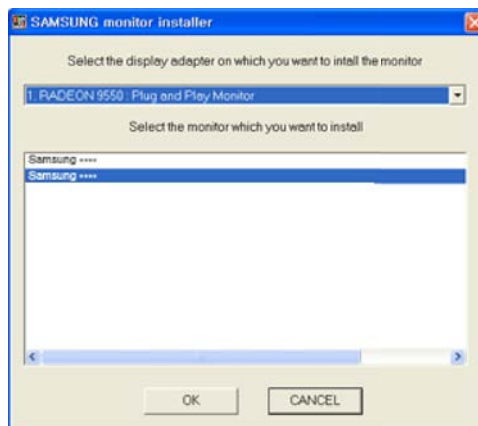 SAMSUNG monitor installer
Select the display adapter on which you want to intall the monitor
1. RADEON 9550 : Plug and Play Monitor
Select the monitor which you want to install
Samsung ****
Samsung ****
OK
CANCEL